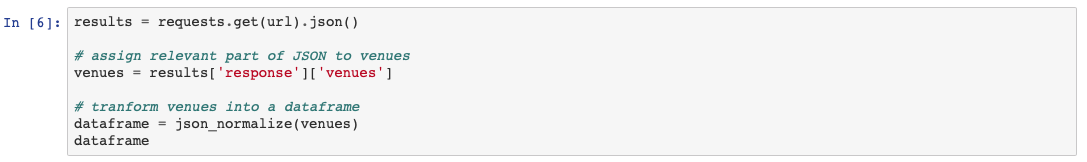 In [6]: results = requests.get(url).json()
# assign relevant part of JSON to venues
venues = results['response']['venues']
# tranform venues into a dataframe
dataframe = json_normalize(venues)
dataframe